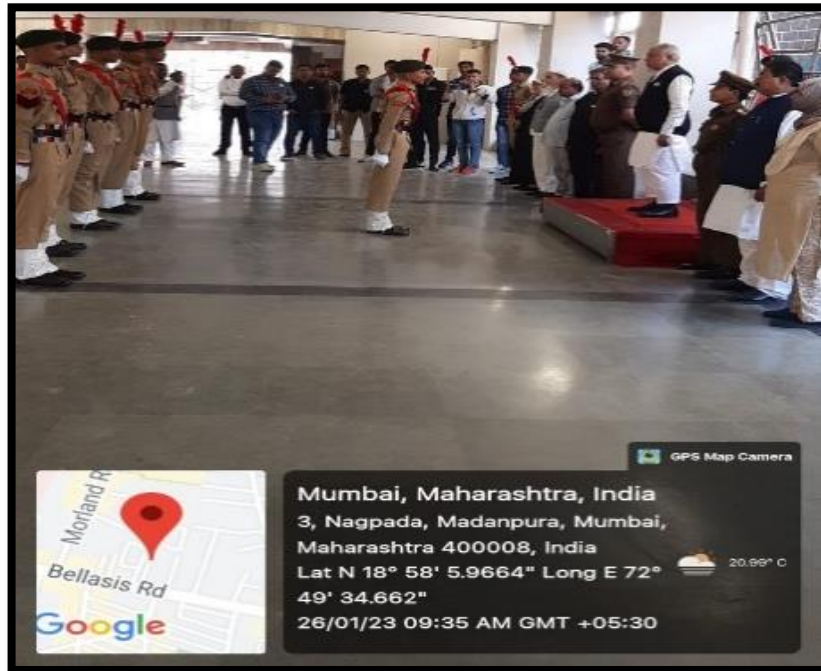 GPS Map Camera
Morland R
Bellasis Rd
Google
Mumbai, Maharashtra, India
3, Nagpada, Madanpura, Mumbai,
Maharashtra 400008, India
Lat N 18° 58' 5.9664" Long E 72°
49' 34.662"
26/01/23 09:35 AM GMT +05:30
20.99° C